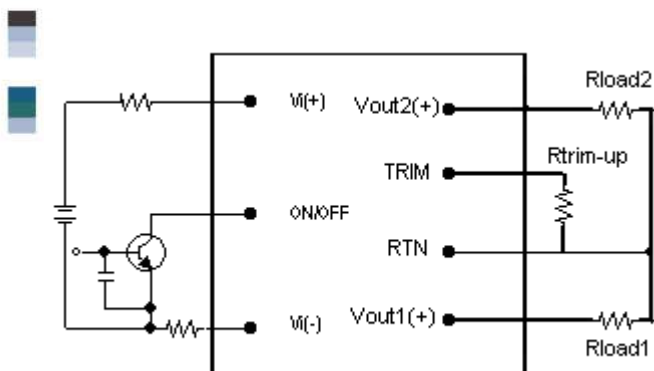 Rload2
Vi(+)
Vout2(+)
Rtrim-up
TRIM
ON/OFF
RTN
Vi(-)
Vout1(+)
Rload1